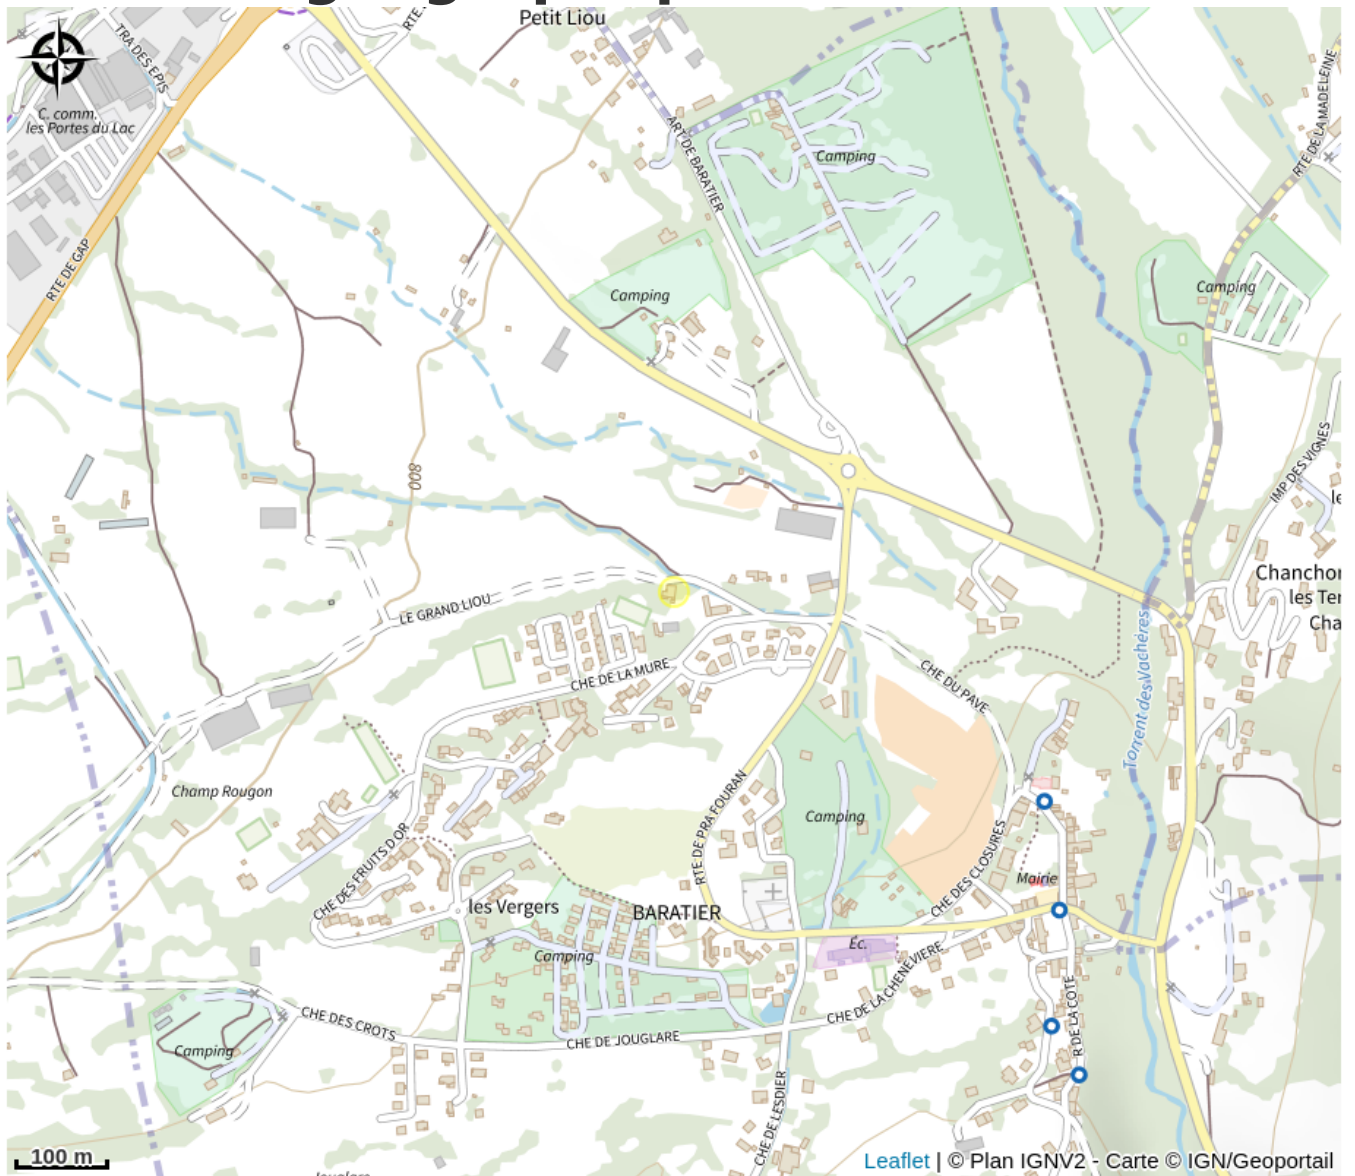 Petit Liou
RTE.
TRA DES EPIS
C. comm.
les Portes du Lac
ART DE BARATIER
Camping
RTE DE LA MADELEINE
RTE DE GAP
Camping
Camping
800
IMP DES VIGNES
le
LE GRAND LIOU
Chanchor
les Ter
Cha
CHE DE LA MURE
CHE DU PAVE
Torrent des Vachères
Champ Rougon
RTE DE PRA FOURAN
Camping
CHE DES FRUITS D'OR
CHE DES CLOSURES
Mairie
les Vergers
BARATIER
Camping
Éc.
CHE DE LA CHENEVIERE
R DE LA COTE
CHE DES CROTS
CHE DE JOUGLARE
Camping
CHE DE LESDIER
100 m
Leaflet | © Plan IGNV2 - Carte © IGN/Geoportail